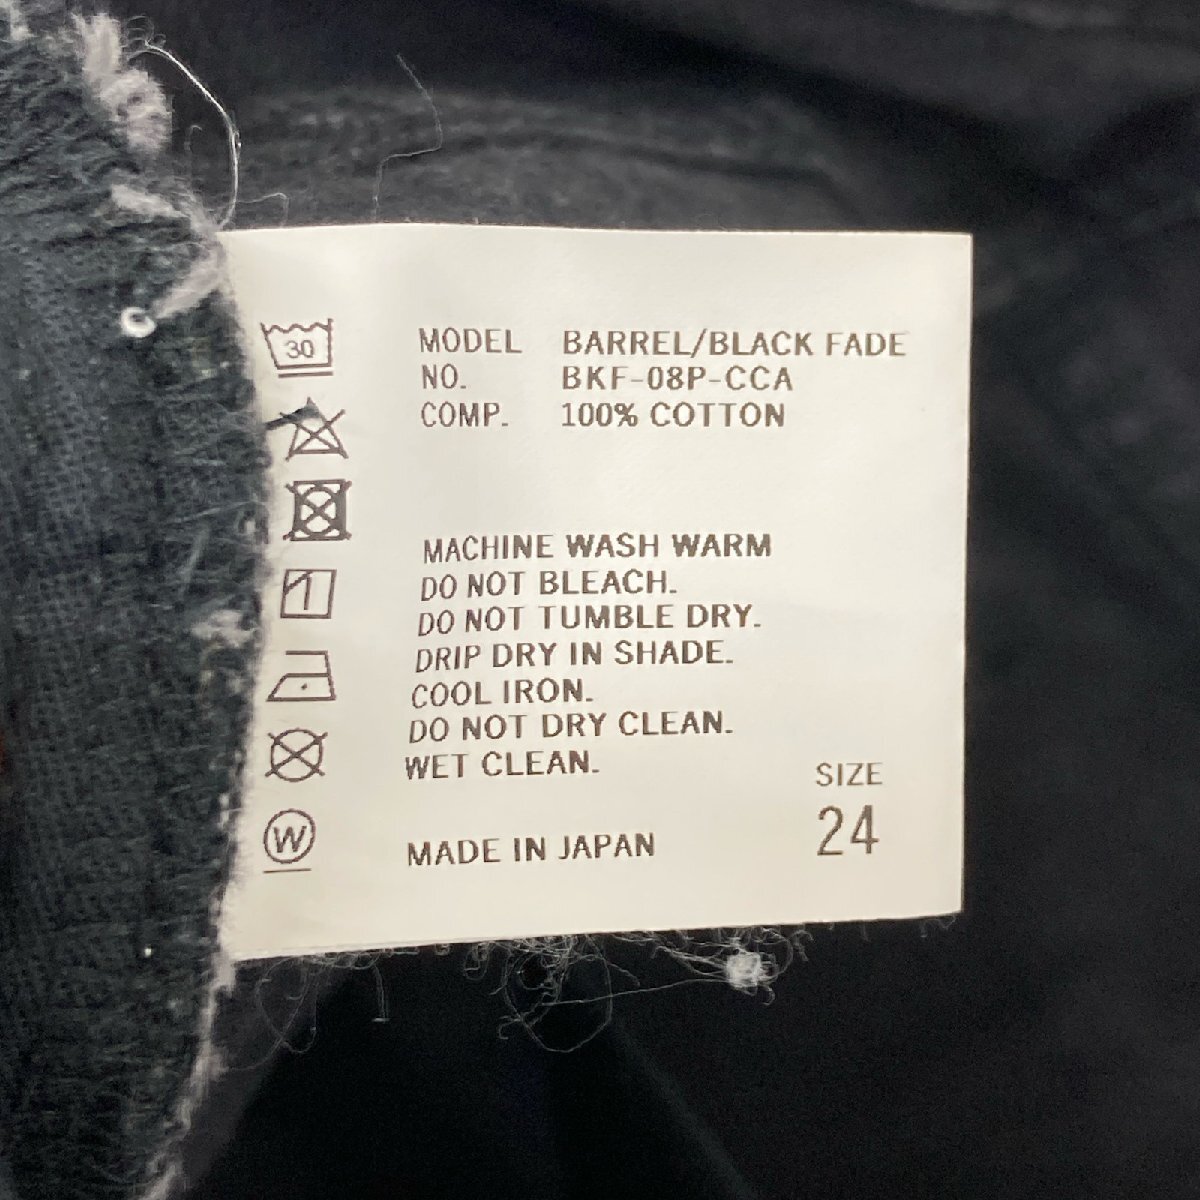 MODEL BARREL/BLACK FADE
NO. BKF-08P-CCA
COMP. 100% COTTON
30
MACHINE WASH WARM
DO NOT BLEACH.
DO NOT TUMBLE DRY.
DRIP DRY IN SHADE.
COOL IRON.
DO NOT DRY CLEAN.
WET CLEAN.
W
MADE IN JAPAN
SIZE
24